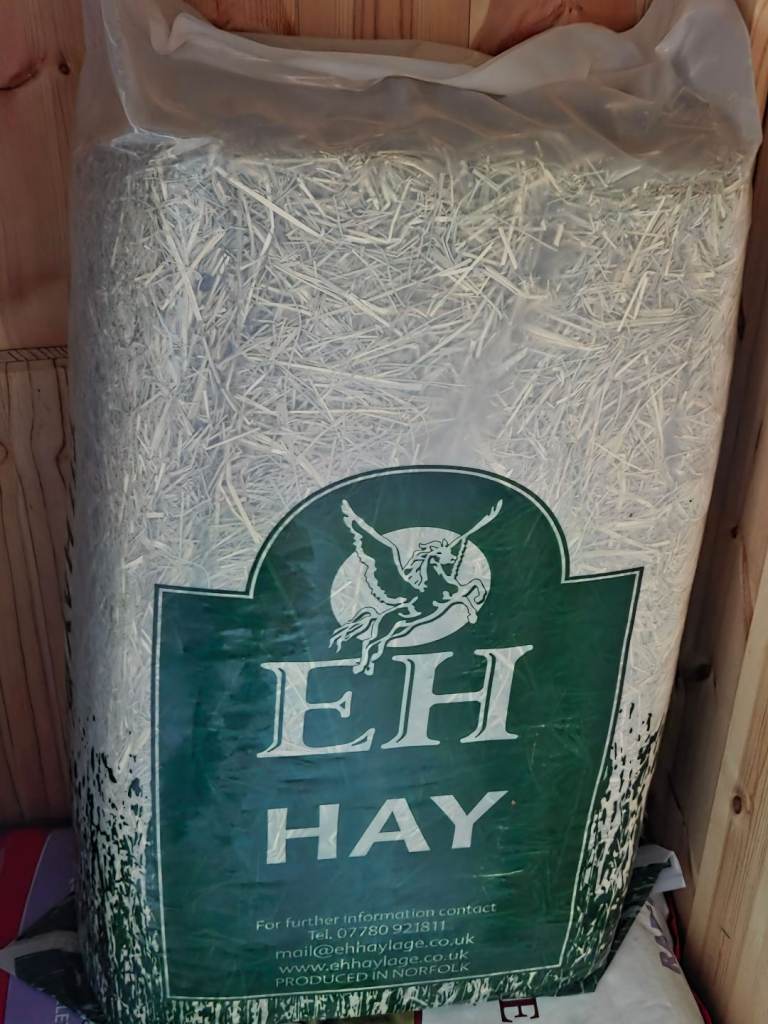 EH
HAY
For further information contact
Tel. 07780 921811
mail@ehhaylage.co.uk
www.ehhaylage.co.uk
PRODUCED IN NORFOLK